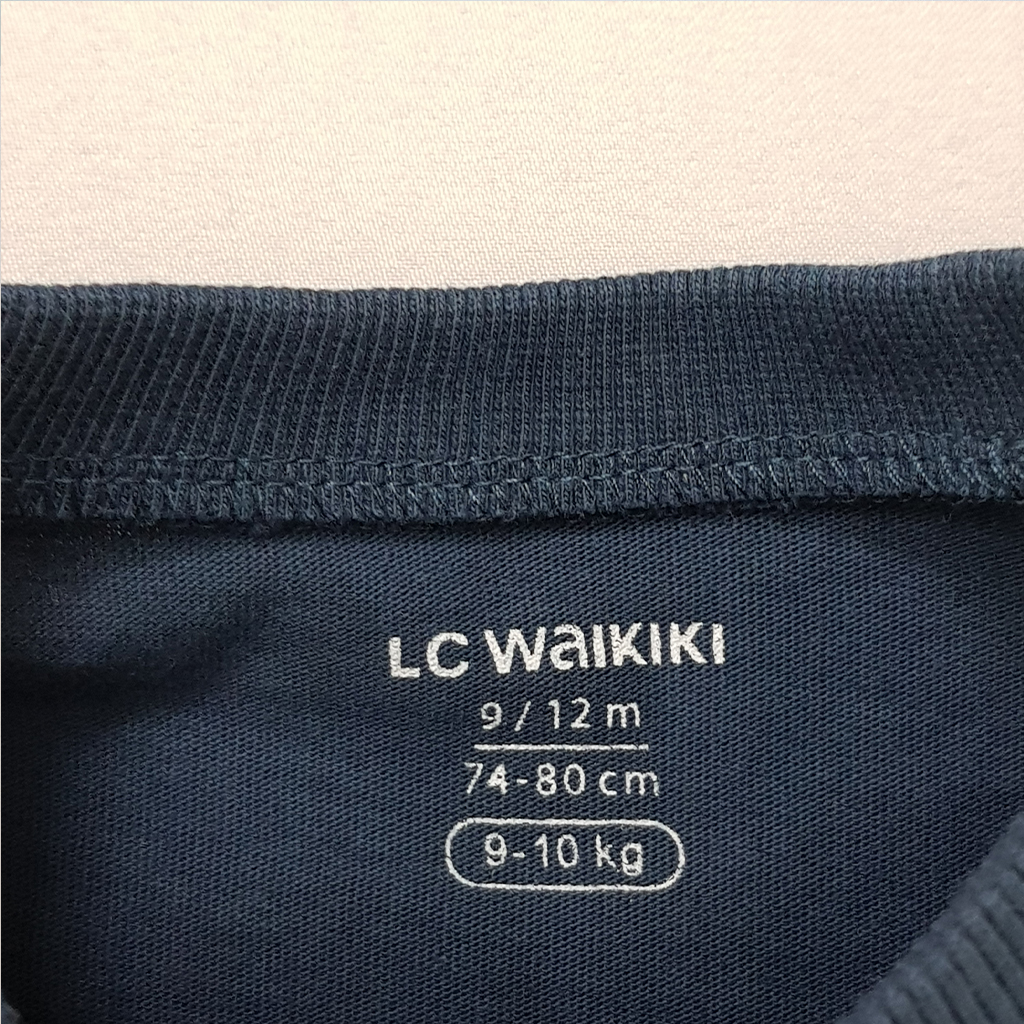 LC WaIKIKI
9 / 12 m
74-80 cm
9-10 kg